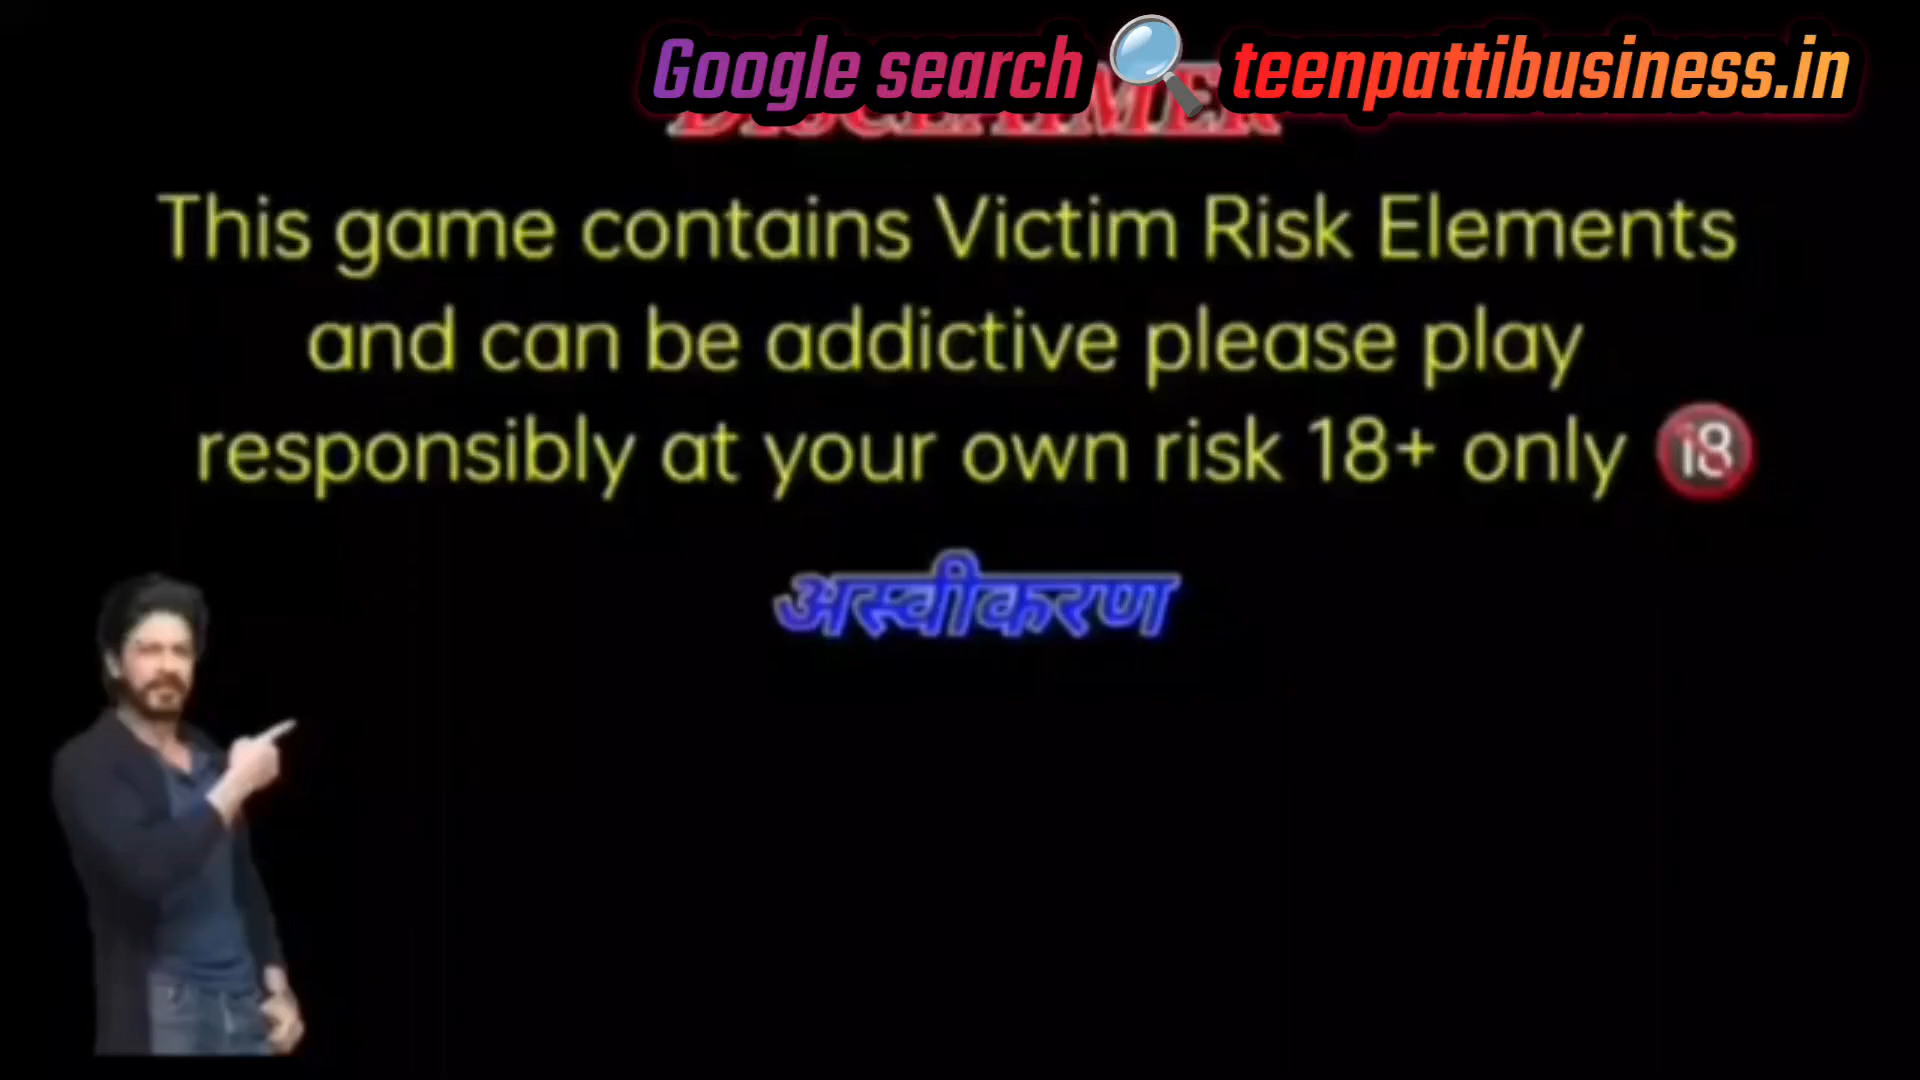 Google search 🔍 teenpattibusiness.in
DISCLAIMER
This game contains Victim Risk Elements
and can be addictive please play
responsibly at your own risk 18+ only 🔞
अस्वीकरण